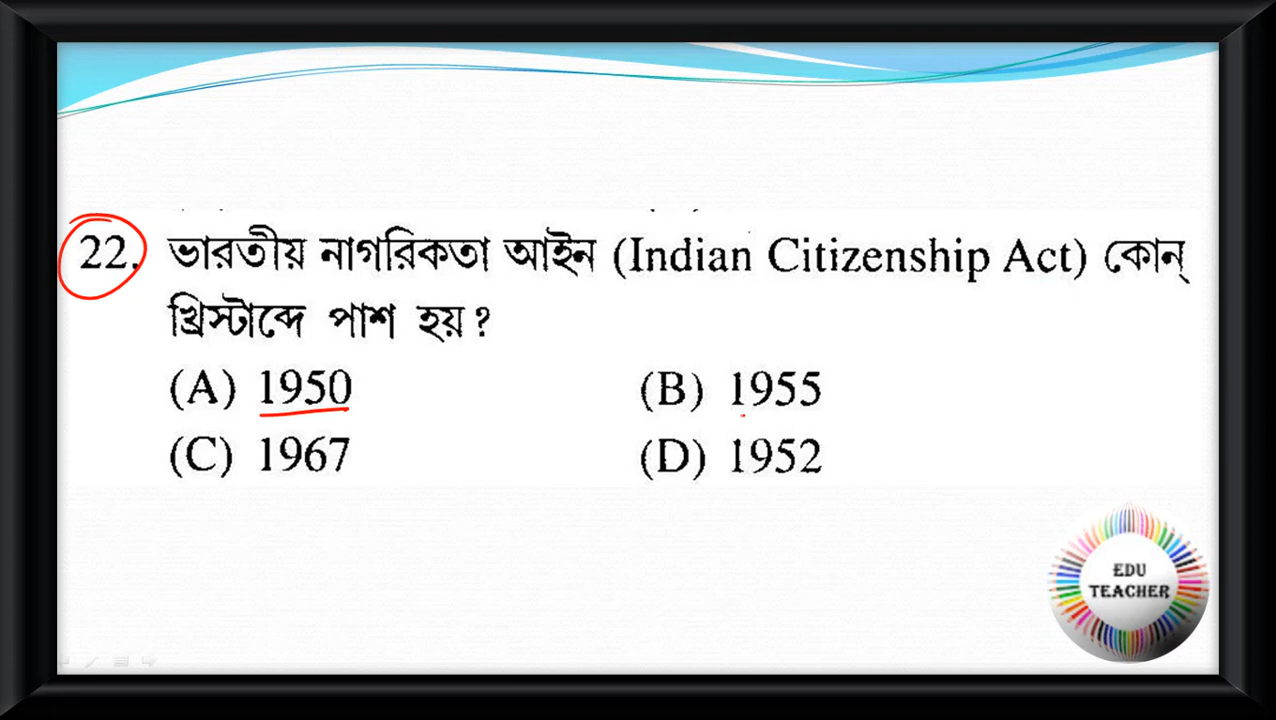 22. ভারতীয় নাগরিকতা আইন (Indian Citizenship Act) কোন্
খ্রিস্টাব্দে পাশ হয়?
(A) 1950 (B) 1955
(C) 1967 (D) 1952
EDU
TEACHER